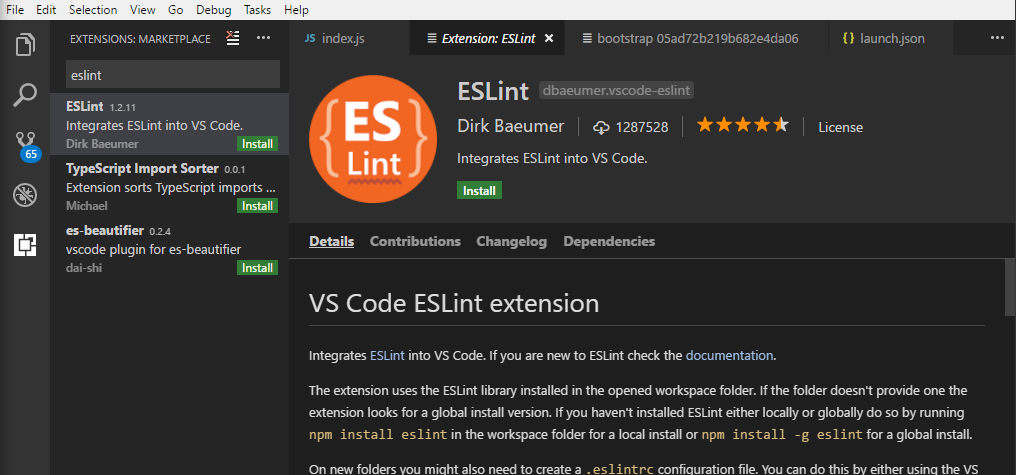 File Edit Selection View Go Debug Tasks Help
EXTENSIONS: MARKETPLACE
JS index.js
Extension: ESLint
bootstrap 05ad72b219b682e4da06
{} launch.json
65
eslint
ESLint 1.2.11
Integrates ESLint into VS Code.
Dirk Baeumer Install
TypeScript Import Sorter 0.0.1
Extension sorts TypeScript imports ...
Michael Install
es-beautifier 0.2.4
vscode plugin for es-beautifier
dai-shi Install
{ES}
Lint
ESLint dbaeumer.vscode-eslint
Dirk Baeumer 1287528 License
Integrates ESLint into VS Code.
Install
Details Contributions Changelog Dependencies
VS Code ESLint extension
Integrates ESLint into VS Code. If you are new to ESLint check the documentation.
The extension uses the ESLint library installed in the opened workspace folder. If the folder doesn't provide one the
extension looks for a global install version. If you haven't installed ESLint either locally or globally do so by running
npm install eslint in the workspace folder for a local install or npm install -g eslint for a global install.
On new folders you might also need to create a .eslintrc configuration file. You can do this by either using the VS